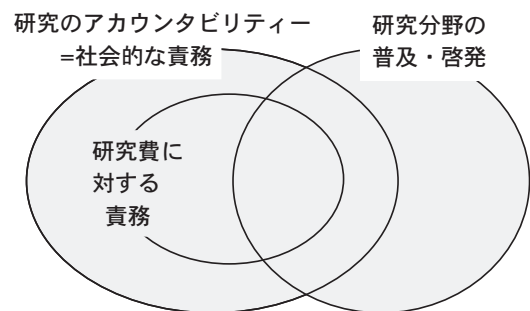 研究のアカウンタビリティー
=社会的な責務
研究分野の
普及・啓発
研究費に
対する
責務